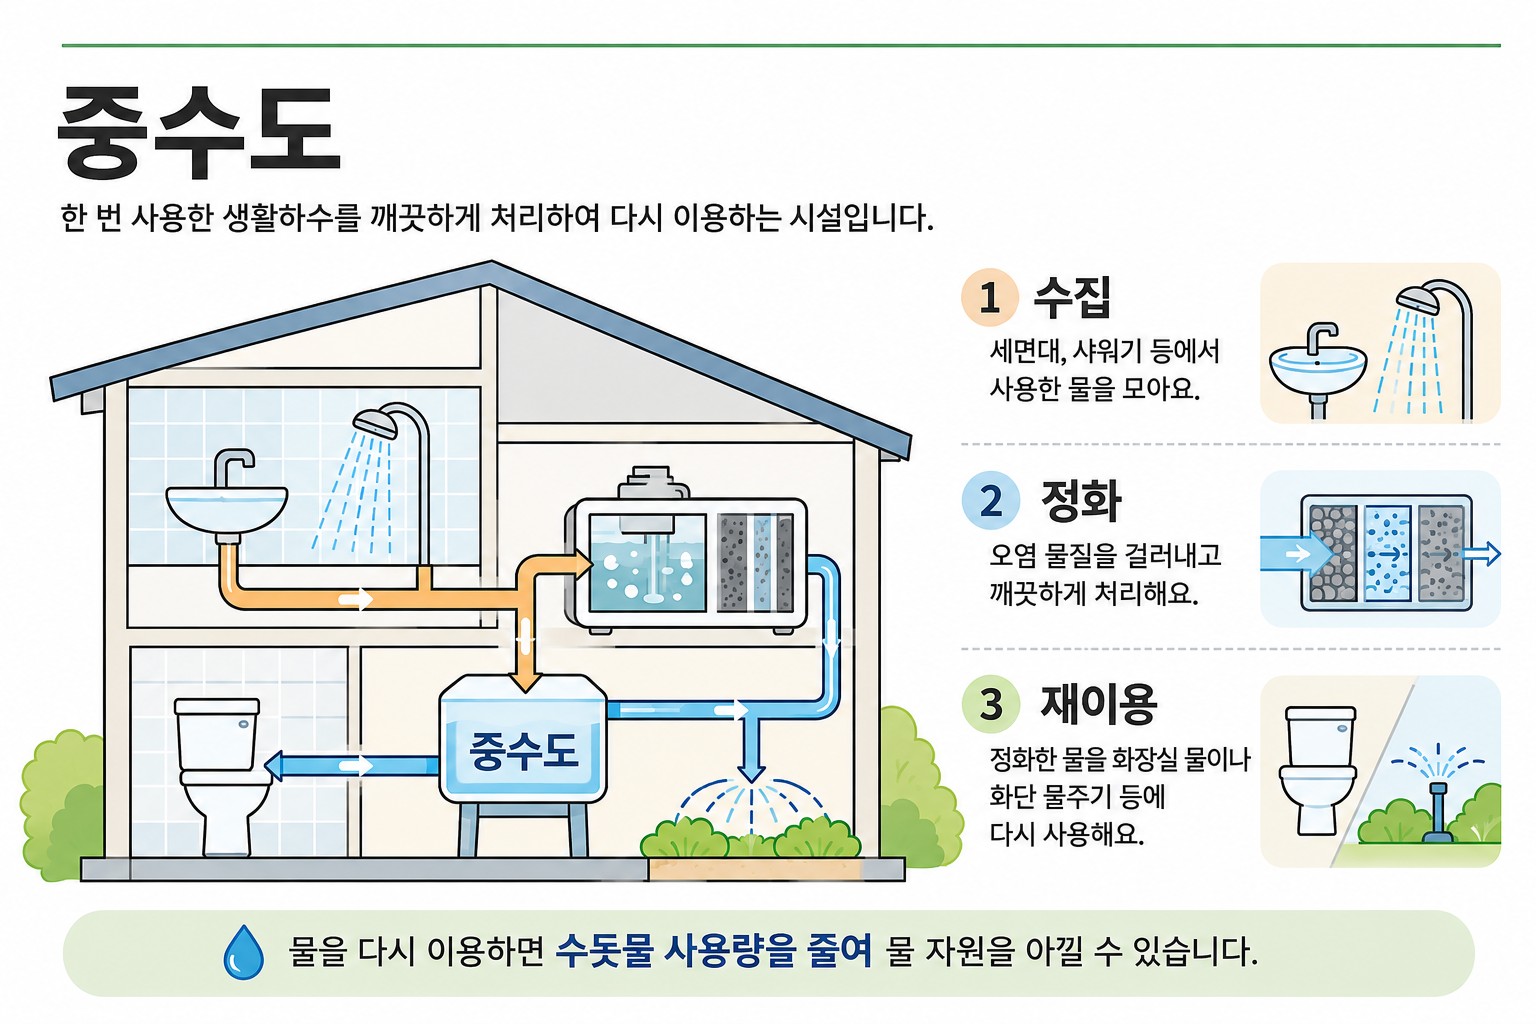 중수도
한 번 사용한 생활하수를 깨끗하게 처리하여 다시 이용하는 시설입니다.
1 수집
세면대, 샤워기 등에서
사용한 물을 모아요.
2 정화
오염 물질을 걸러내고
깨끗하게 처리해요.
3 재이용
정화한 물을 화장실 물이나
화단 물주기 등에
다시 사용해요.
중수도
물을 다시 이용하면 수돗물 사용량을 줄여 물 자원을 아낄 수 있습니다.